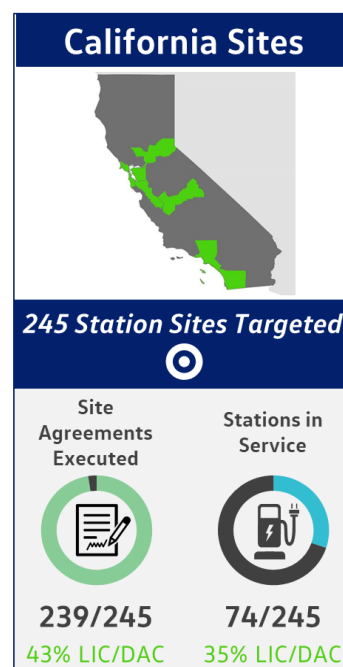 California Sites
245 Station Sites Targeted
Site
Agreements
Executed
239/245
43% LIC/DAC
Stations in
Service
74/245
35% LIC/DAC